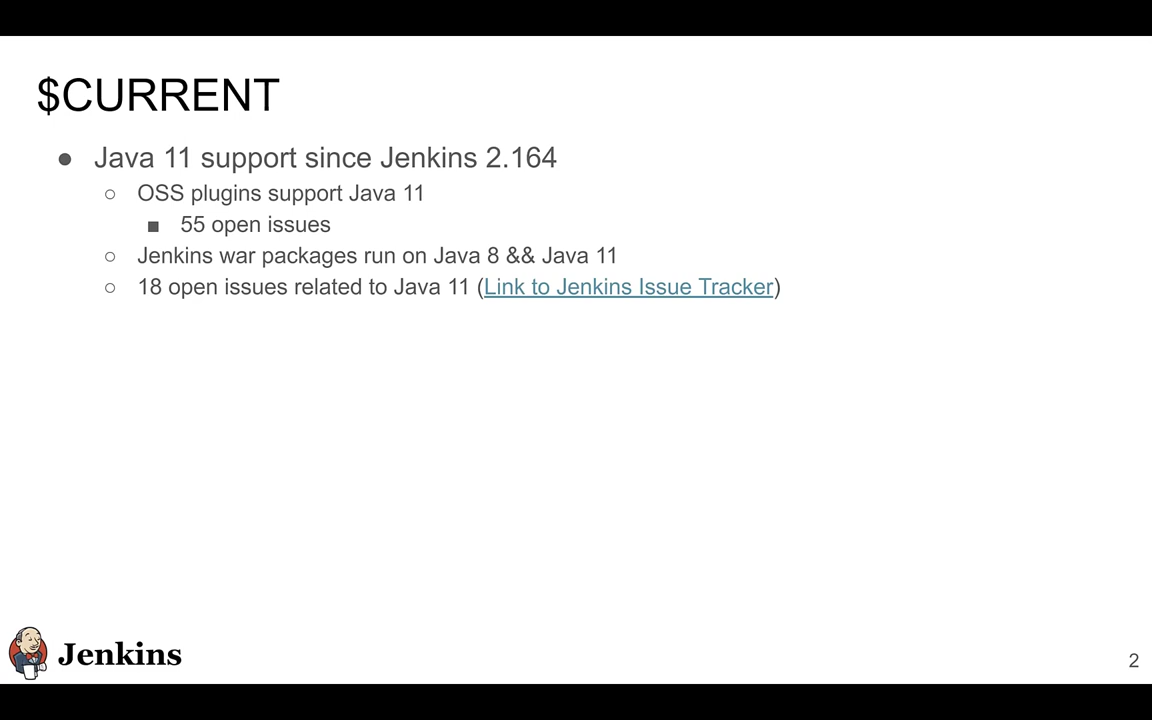 $CURRENT
● Java 11 support since Jenkins 2.164
○ OSS plugins support Java 11
■ 55 open issues
○ Jenkins war packages run on Java 8 && Java 11
○ 18 open issues related to Java 11 (Link to Jenkins Issue Tracker)
Jenkins
2